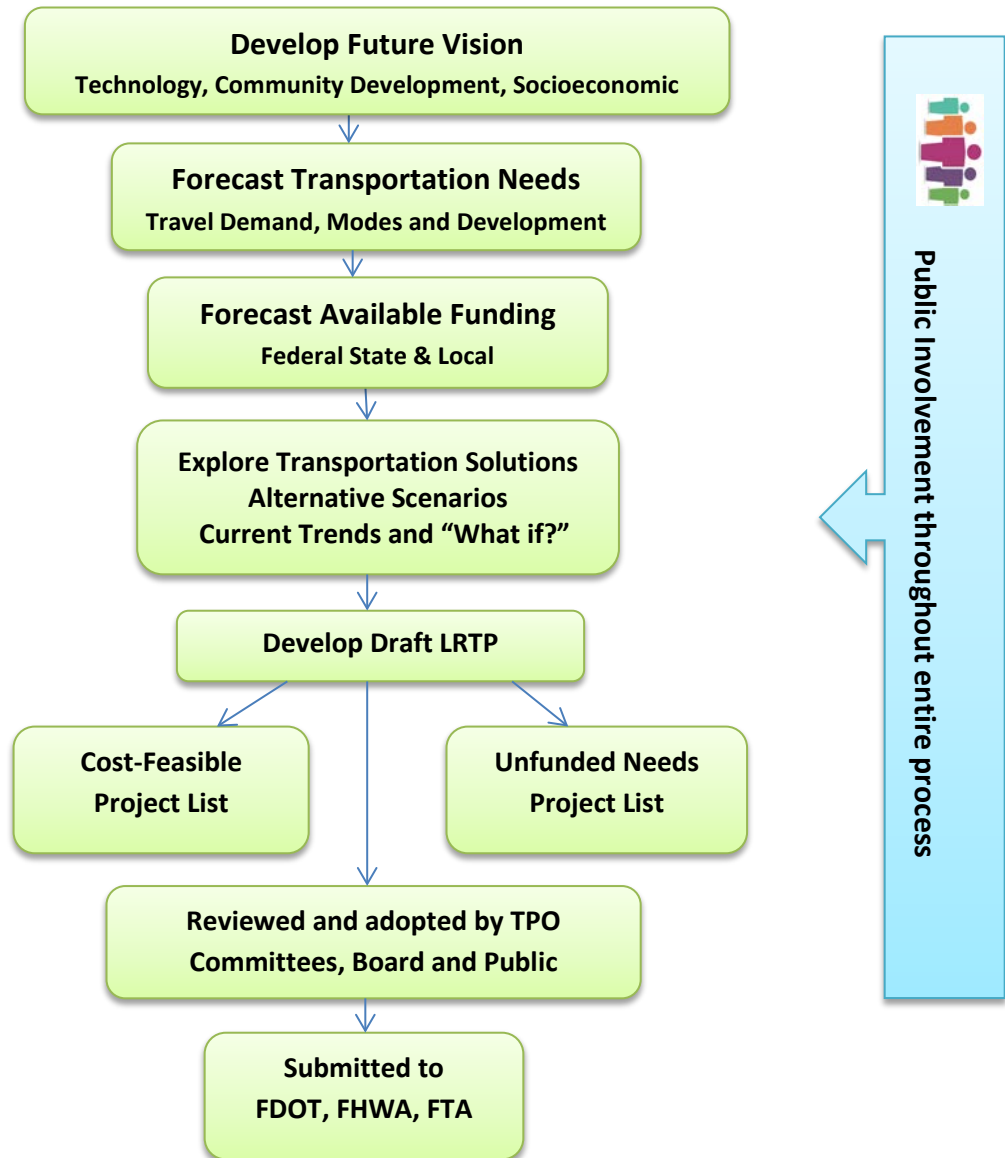 Develop Future Vision
Technology, Community Development, Socioeconomic
Forecast Transportation Needs
Travel Demand, Modes and Development
Forecast Available Funding
Federal State & Local
Explore Transportation Solutions
Alternative Scenarios
Current Trends and “What if?”
Develop Draft LRTP
Cost-Feasible
Project List
Unfunded Needs
Project List
Reviewed and adopted by TPO
Committees, Board and Public
Submitted to
FDOT, FHWA, FTA
Public Involvement throughout entire process